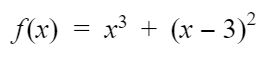 f(x) = x³ + (x – 3)²